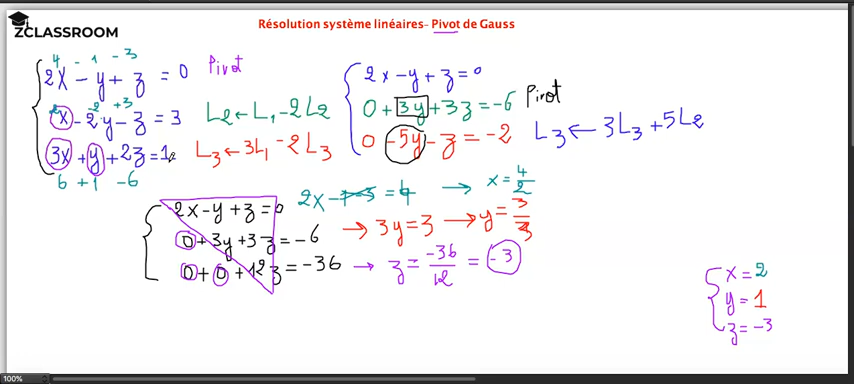 Résolution système linéaires– Pivot de Gauss
ZCLASSROOM
4 - 1 - 3
2x - y + z = 0 Pivot
2 - 2 + 3
x - 2y - z = 3 L2 ← L1 - 2L2
3x + y + 2z = 1 L3 ← 3L1 - 2L3
6 + 1 - 6
2x - y + z = 0
0 + 3y + 3z = -6 Pivot
0 - 5y - z = -2 L3 ← 3L3 + 5L2
2x - y + z = 0 2x - 1 - 3 = 4 → x = 4/2
0 + 3y + 3z = -6 → 3y = 3 → y = 3/3
0 + 0 + 12z = -36 → z = -36/12 = -3
x = 2
y = 1
z = -3
100%